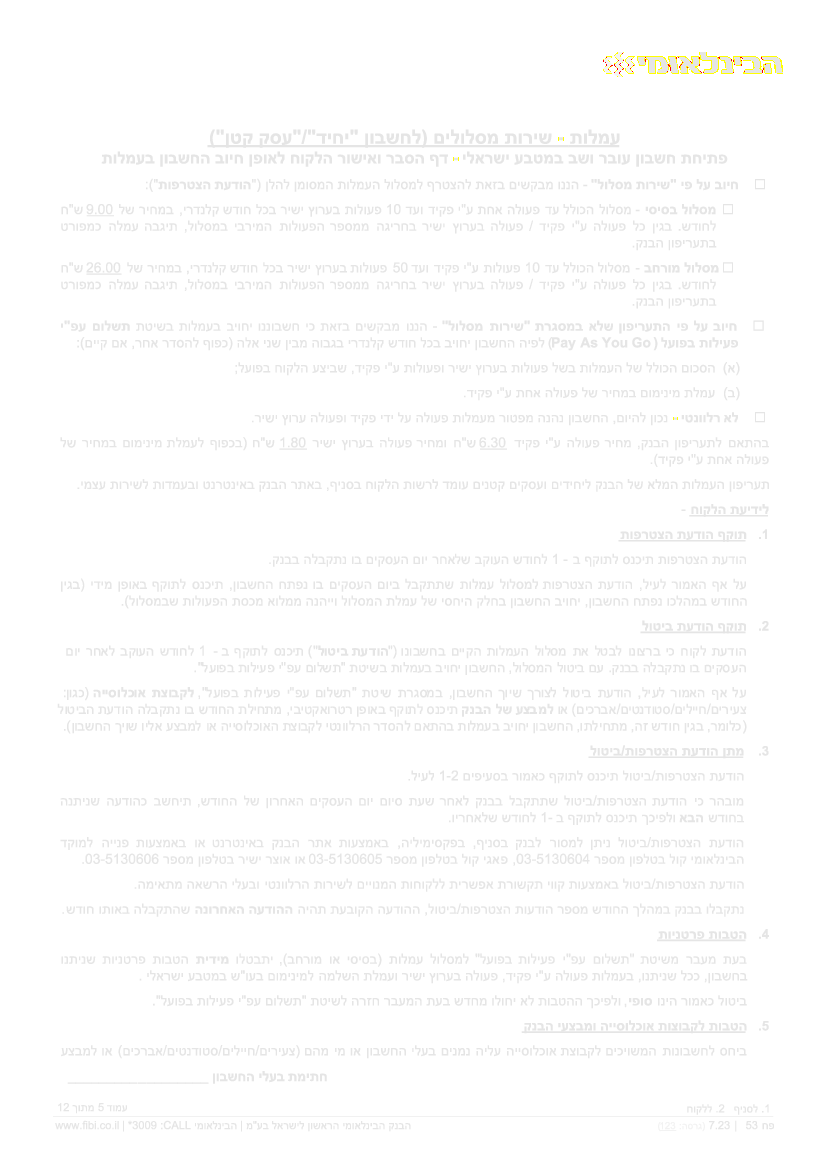 הבינלאומי
עמלות - שירות מסלולים (לחשבון "יחיד"/"עסק קטן")
פתיחת חשבון עובר ושב במטבע ישראלי - דף הסבר ואישור הלקוח לאופן חיוב החשבון בעמלות
☐ חיוב על פי "שירות מסלול" - הננו מבקשים בזאת להצטרף למסלול העמלות המסומן להלן ("הודעת הצטרפות"):
☐ מסלול בסיסי - מסלול הכולל עד פעולה אחת ע"י פקיד ועד 10 פעולות בערוץ ישיר בכל חודש קלנדרי, במחיר של 9.00 ש"ח
לחודש. בגין כל פעולה ע"י פקיד / פעולה בערוץ ישיר בחריגה ממספר הפעולות המירבי במסלול, תיגבה עמלה כמפורט
בתעריפון הבנק.
☐ מסלול מורחב - מסלול הכולל עד 10 פעולות ע"י פקיד ועד 50 פעולות בערוץ ישיר בכל חודש קלנדרי, במחיר של 26.00 ש"ח
לחודש. בגין כל פעולה ע"י פקיד / פעולה בערוץ ישיר בחריגה ממספר הפעולות המירבי במסלול, תיגבה עמלה כמפורט
בתעריפון הבנק.
☐ חיוב על פי התעריפון שלא במסגרת "שירות מסלול" - הננו מבקשים בזאת כי חשבוננו יחויב בעמלות בשיטת תשלום עפ"י
פעילות בפועל (Pay As You Go) לפיה החשבון יחויב בכל חודש קלנדרי בגבוה מבין שני אלה (כפוף להסדר אחר, אם קיים):
(א) הסכום הכולל של העמלות בשל פעולות בערוץ ישיר ופעולות ע"י פקיד, שביצע הלקוח בפועל;
(ב) עמלת מינימום במחיר של פעולה אחת ע"י פקיד.
☐ לא רלוונטי - נכון להיום, החשבון נהנה מפטור מעמלות פעולה על ידי פקיד ופעולה ערוץ ישיר.
בהתאם לתעריפון הבנק, מחיר פעולה ע"י פקיד 6.30 ש"ח ומחיר פעולה בערוץ ישיר 1.80 ש"ח (בכפוף לעמלת מינימום במחיר של
פעולה אחת ע"י פקיד).
תעריפון העמלות המלא של הבנק ליחידים ועסקים קטנים עומד לרשות הלקוח בסניף, באתר הבנק באינטרנט ובעמדות לשירות עצמי.
לידיעת הלקוח -
1. תוקף הודעת הצטרפות
הודעת הצטרפות תיכנס לתוקף ב - 1 לחודש העוקב שלאחר יום העסקים בו נתקבלה בבנק.
על אף האמור לעיל, הודעת הצטרפות למסלול עמלות שתתקבל ביום העסקים בו נפתח החשבון, תיכנס לתוקף באופן מידי (בגין
החודש במהלכו נפתח החשבון, יחויב החשבון בחלק היחסי של עמלת המסלול וייהנה ממלוא מכסת הפעולות שבמסלול).
2. תוקף הודעת ביטול
הודעת לקוח כי ברצונו לבטל את מסלול העמלות הקיים בחשבונו ("הודעת ביטול") תיכנס לתוקף ב - 1 לחודש העוקב לאחר יום
העסקים בו נתקבלה בבנק. עם ביטול המסלול, החשבון יחויב בעמלות בשיטת "תשלום עפ"י פעילות בפועל".
על אף האמור לעיל, הודעת ביטול לצורך שיוך החשבון, במסגרת שיטת "תשלום עפ"י פעילות בפועל", לקבוצת אוכלוסייה (כגון:
צעירים/חיילים/סטודנטים/אברכים) או למבצע של הבנק תיכנס לתוקף באופן רטרואקטיבי, מתחילת החודש בו נתקבלה הודעת הביטול
(כלומר, בגין חודש זה, מתחילתו, החשבון יחויב בעמלות בהתאם להסדר הרלוונטי לקבוצת האוכלוסייה או למבצע אליו שויך החשבון).
3. מתן הודעת הצטרפות/ביטול
הודעת הצטרפות/ביטול תיכנס לתוקף כאמור בסעיפים 1-2 לעיל.
מובהר כי הודעת הצטרפות/ביטול שתתקבל בבנק לאחר שעת סיום יום העסקים האחרון של החודש, תיחשב כהודעה שניתנה
בחודש הבא ולפיכך תיכנס לתוקף ב -1 לחודש שלאחריו.
הודעת הצטרפות/ביטול ניתן למסור לבנק בסניף, בפקסימיליה, באמצעות אתר הבנק באינטרנט או באמצעות פנייה למוקד
הבינלאומי קול בטלפון מספר 03-5130604, פאגי קול בטלפון מספר 03-5130605 או אוצר ישיר בטלפון מספר 03-5130606.
הודעת הצטרפות/ביטול באמצעות קווי תקשורת אפשרית ללקוחות המנויים לשירות הרלוונטי ובעלי הרשאה מתאימה.
נתקבלו בבנק במהלך החודש מספר הודעות הצטרפות/ביטול, ההודעה הקובעת תהיה ההודעה האחרונה שהתקבלה באותו חודש.
4. הטבות פרטניות
בעת מעבר משיטת "תשלום עפ"י פעילות בפועל" למסלול עמלות (בסיסי או מורחב), יתבטלו מידית הטבות פרטניות שניתנו
בחשבון, ככל שניתנו, בעמלות פעולה ע"י פקיד, פעולה בערוץ ישיר ועמלת השלמה למינימום בעו"ש במטבע ישראלי .
ביטול כאמור הינו סופי, ולפיכך ההטבות לא יחולו מחדש בעת המעבר חזרה לשיטת "תשלום עפ"י פעילות בפועל".
5. הטבות לקבוצות אוכלוסייה ומבצעי הבנק
ביחס לחשבונות המשויכים לקבוצת אוכלוסייה עליה נמנים בעלי החשבון או מי מהם (צעירים/חיילים/סטודנטים/אברכים) או למבצע
חתימת בעלי החשבון ____________________
1. לסניף 2. ללקוח עמוד 5 מתוך 12
פח 53 | 7.23 הבנק הבינלאומי הראשון לישראל בע"מ | הבינלאומי CALL: 3009* | www.fibi.co.il